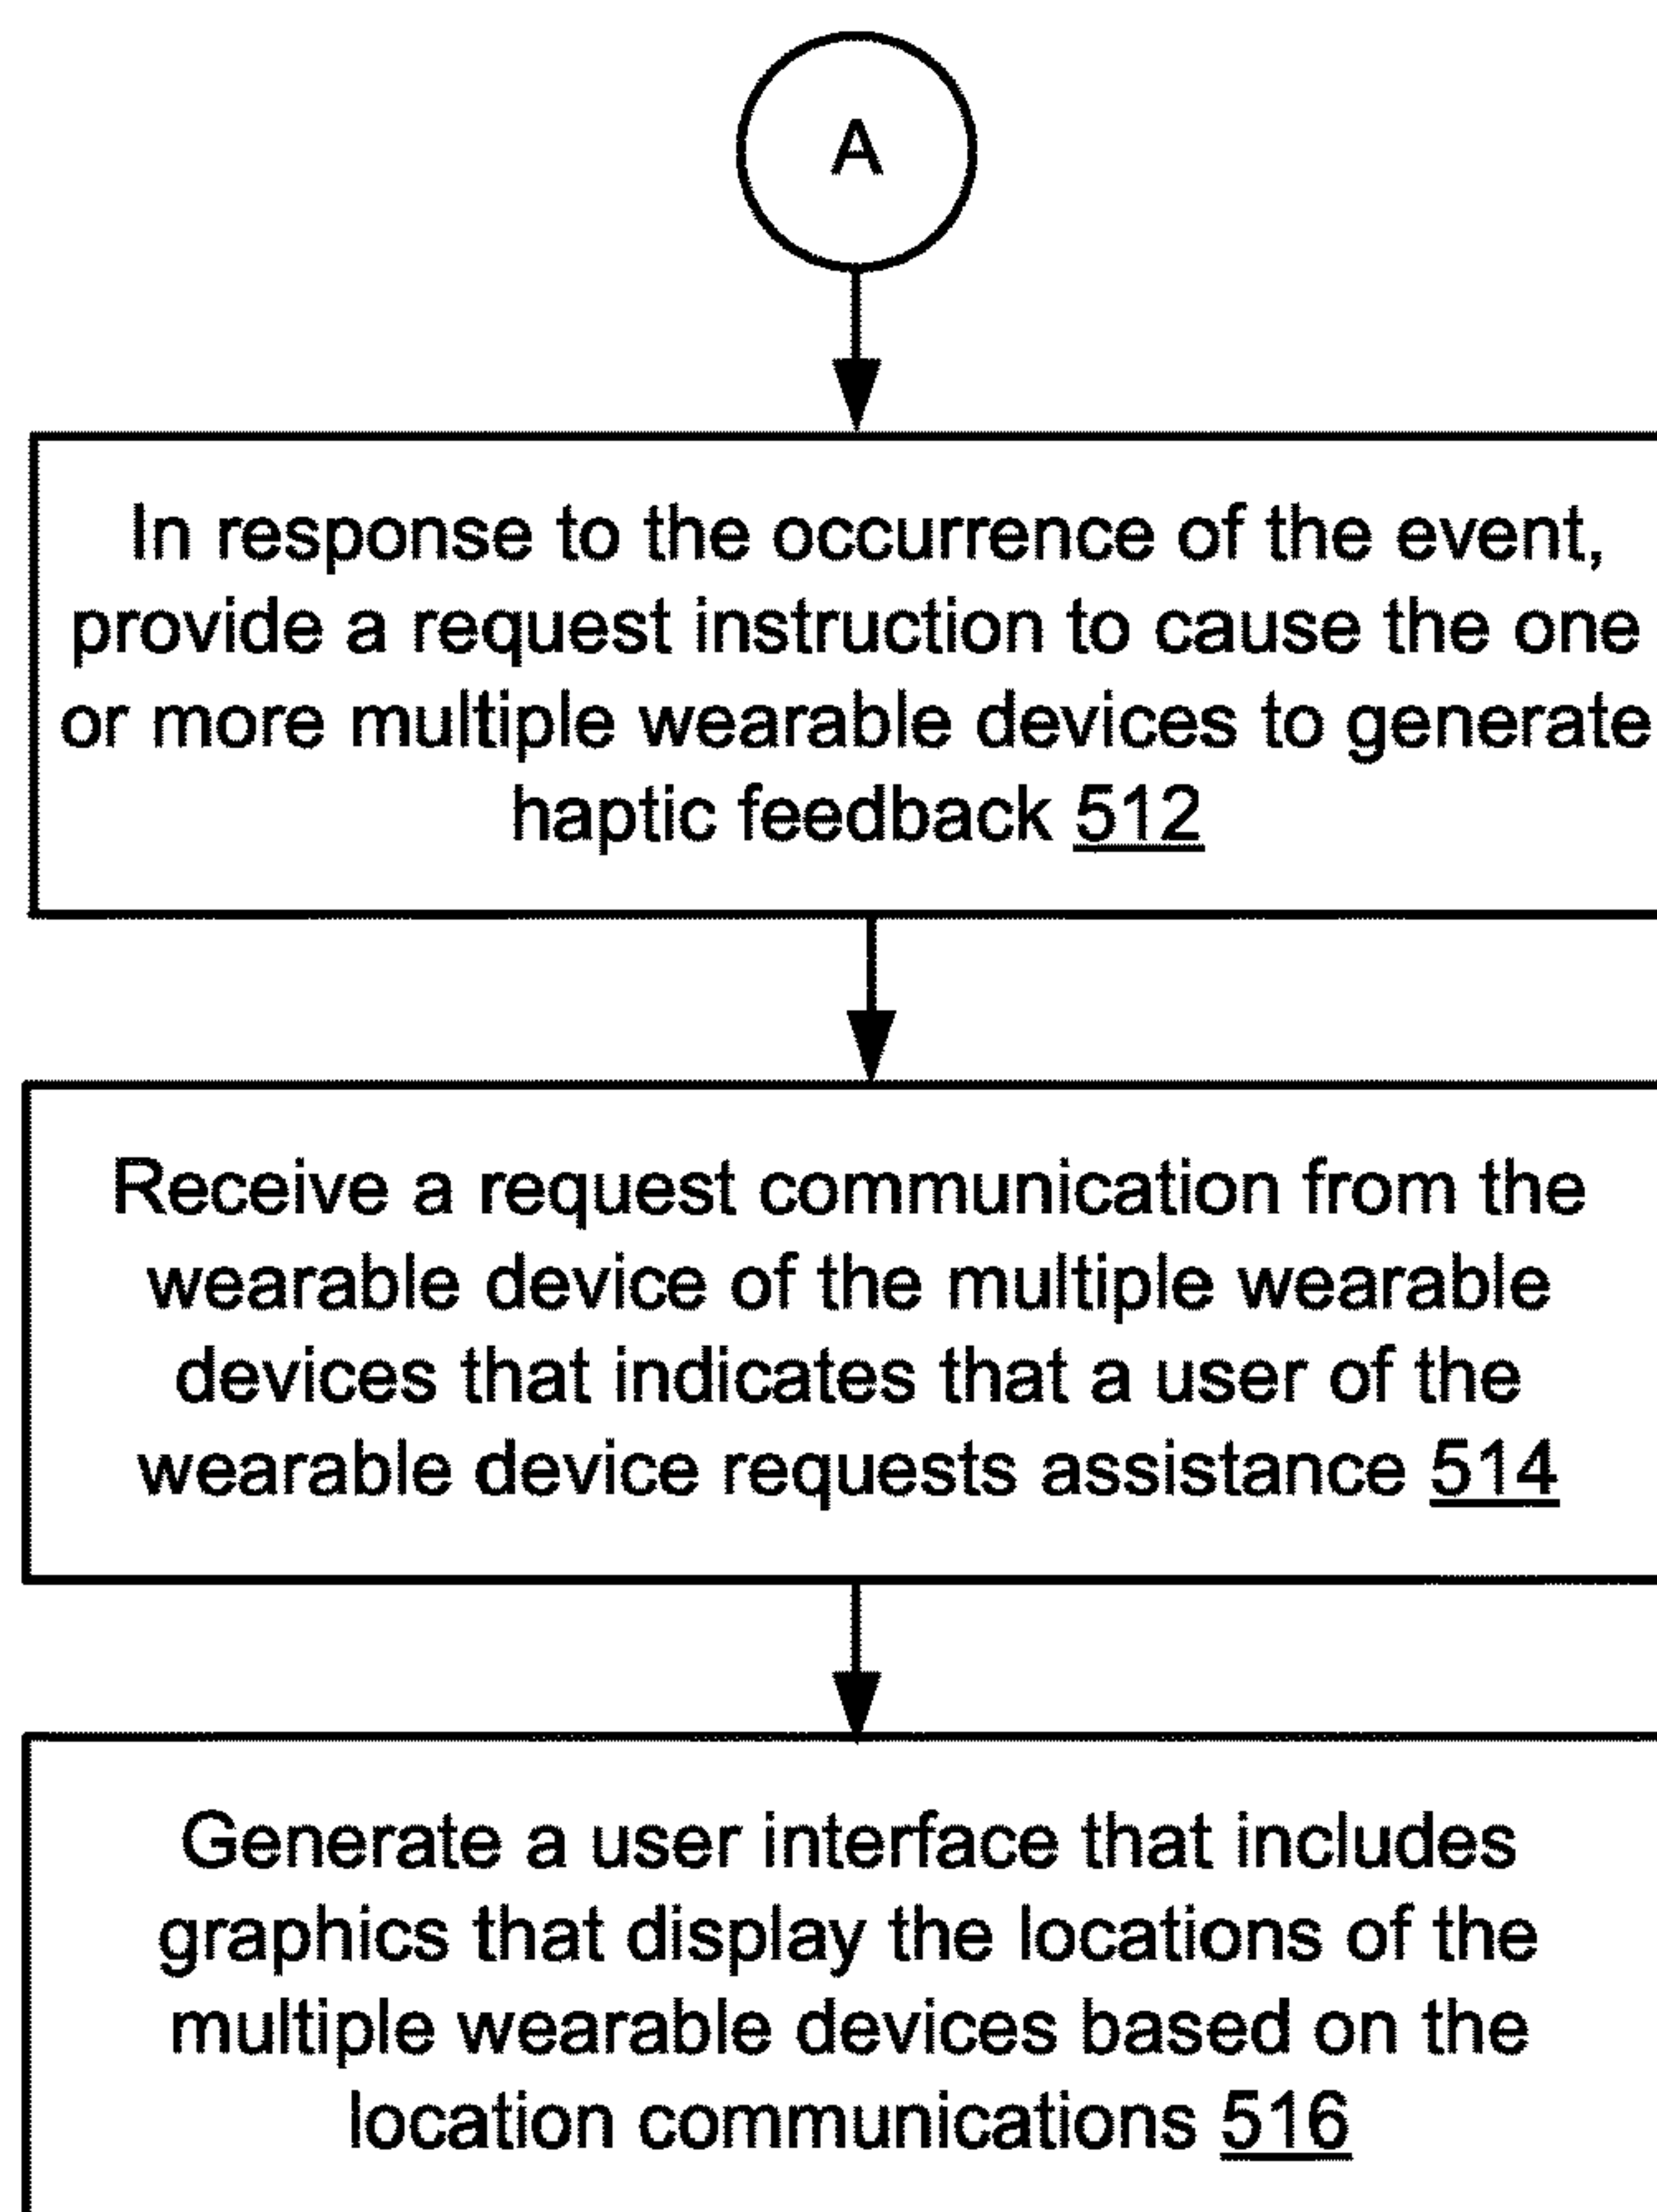 A
In response to the occurrence of the event,
provide a request instruction to cause the one
or more multiple wearable devices to generate
haptic feedback 512
Receive a request communication from the
wearable device of the multiple wearable
devices that indicates that a user of the
wearable device requests assistance 514
Generate a user interface that includes
graphics that display the locations of the
multiple wearable devices based on the
location communications 516